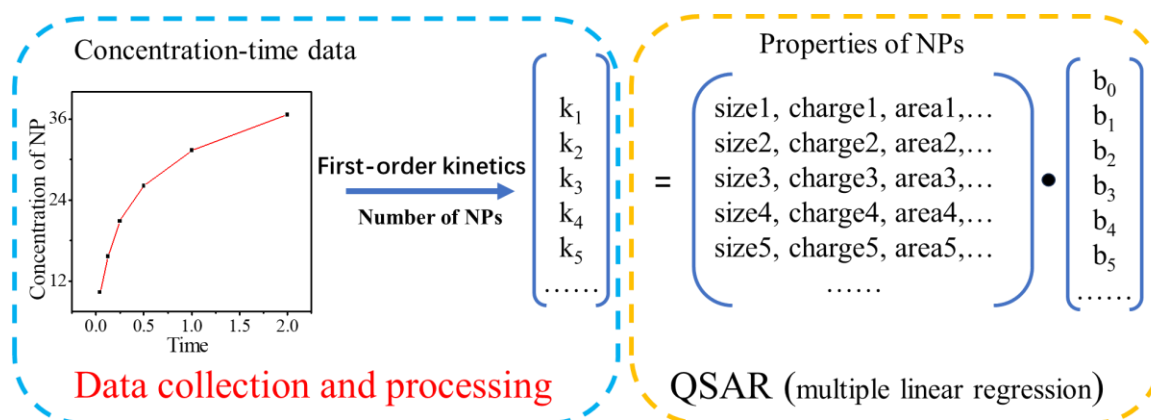 Concentration-time data
Concentration of NP
36
24
12
0.0 0.5 1.0 1.5 2.0
Time
First-order kinetics
Number of NPs
k1
k2
k3
k4
k5
......
Data collection and processing
=
Properties of NPs
size1, charge1, area1,...
size2, charge2, area2,...
size3, charge3, area3,...
size4, charge4, area4,...
size5, charge5, area5,...
......
b0
b1
b2
b3
b4
b5
......
QSAR (multiple linear regression)